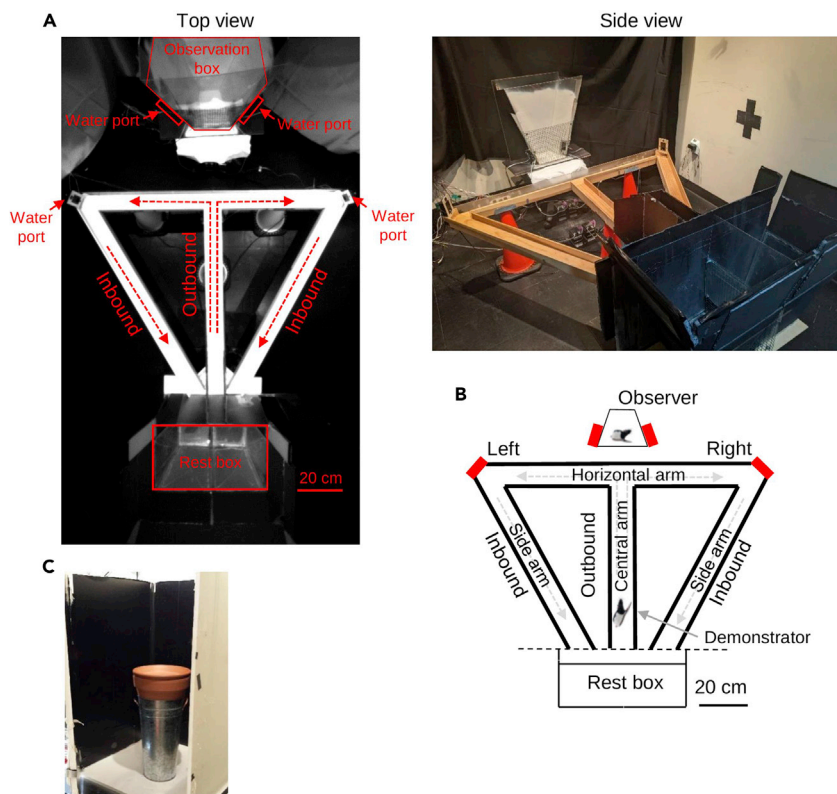 A
Top view
Side view
Observation
box
Water port
Water port
Water
port
Water
port
Outbound
Inbound
Inbound
Rest box
20 cm
B
Observer
Left
Right
Horizontal arm
Side arm
Inbound
Outbound
Central arm
Side arm
Inbound
Demonstrator
Rest box
20 cm
C